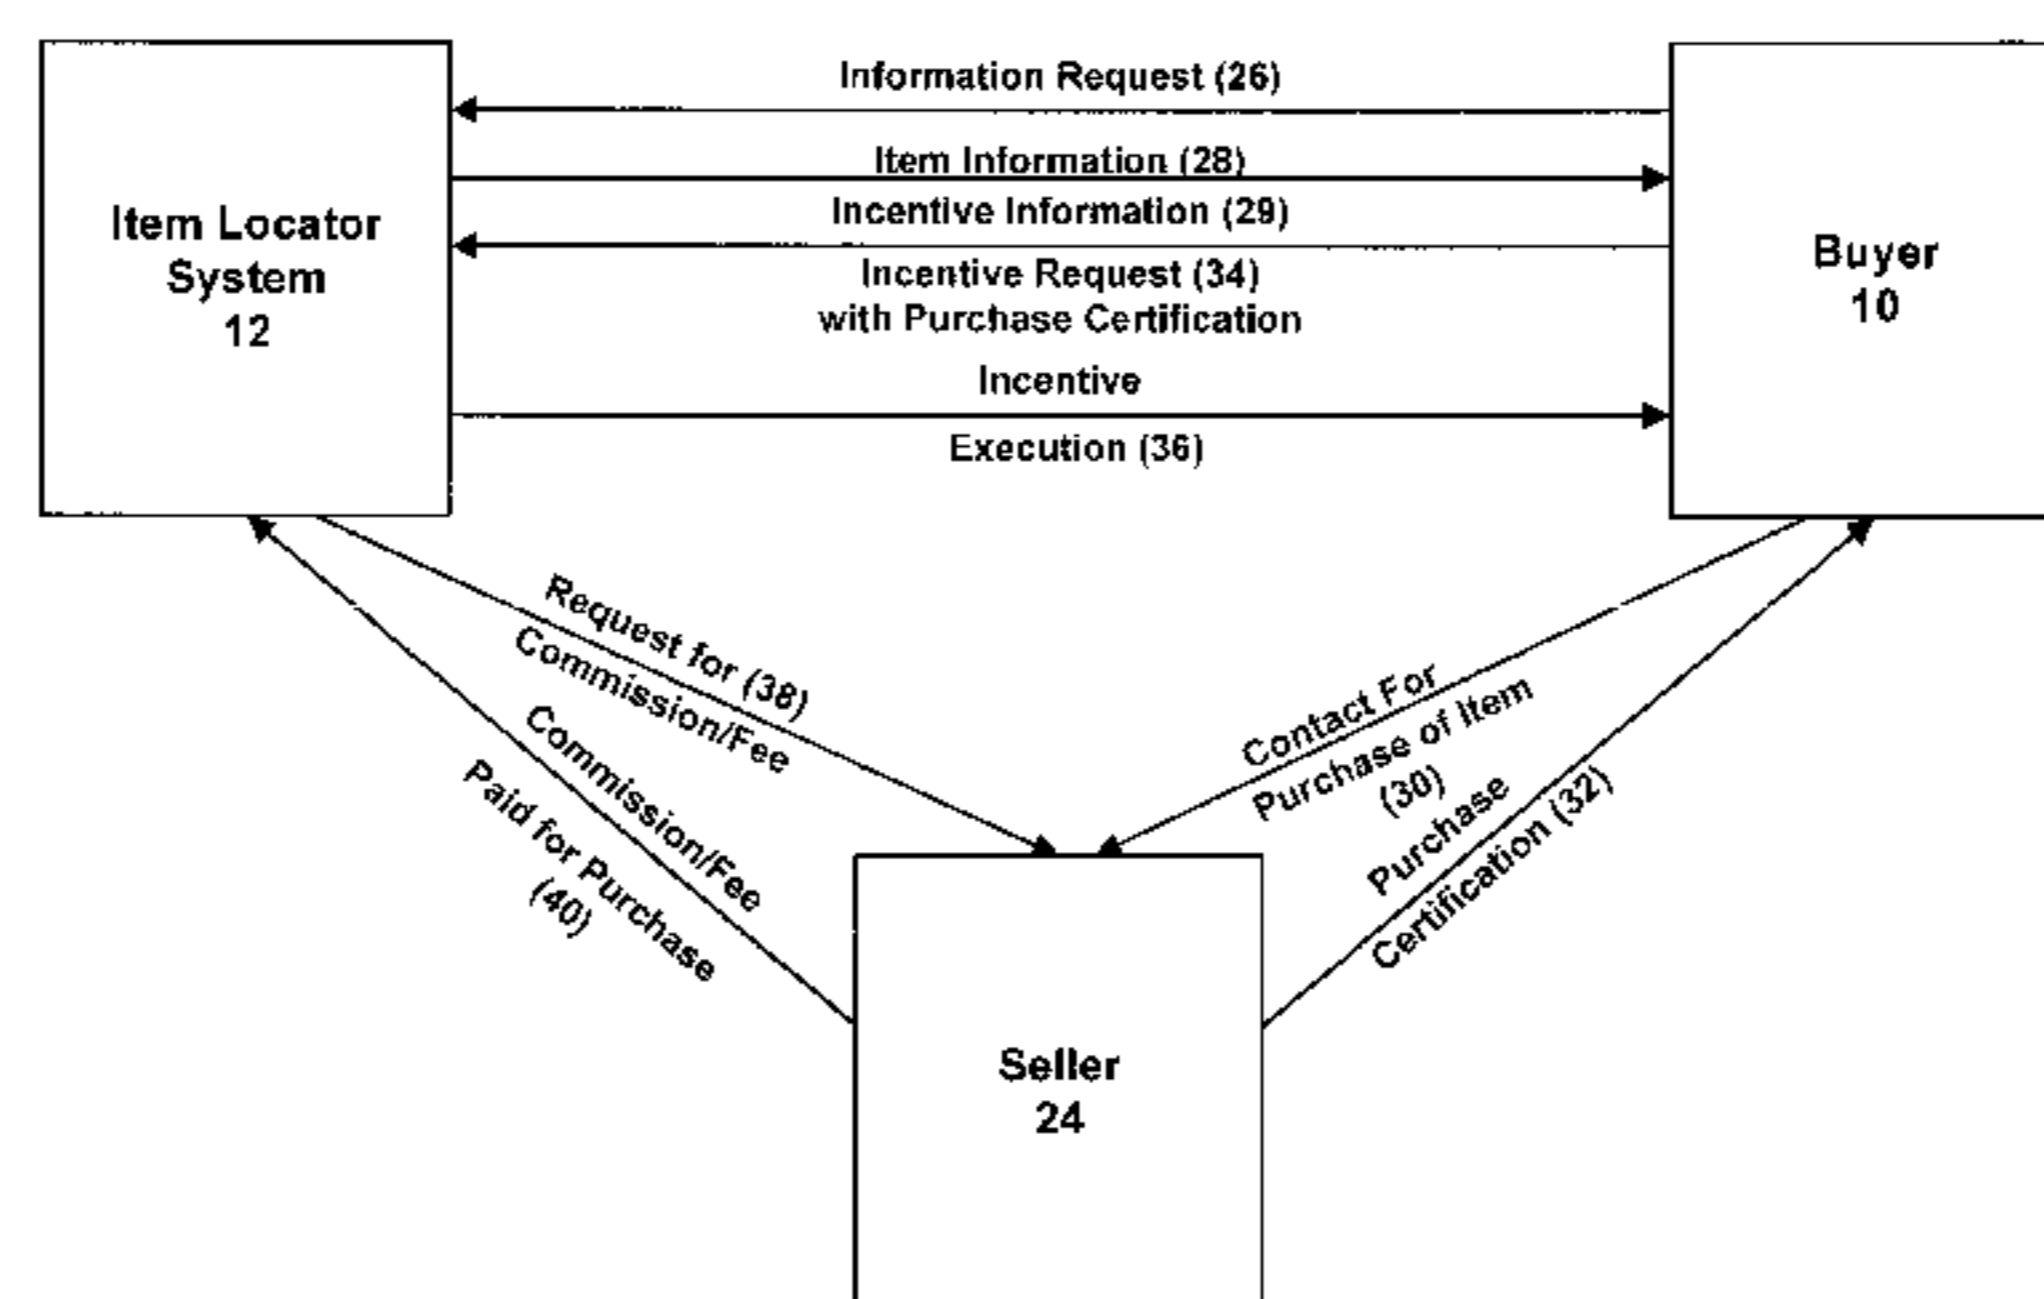 Item Locator
System
12
Information Request (26)
Item Information (28)
Incentive Information (29)
Incentive Request (34)
with Purchase Certification
Incentive
Execution (36)
Buyer
10
Request for (38)
Commission/Fee
Commission/Fee
Paid for Purchase
(40)
Contact For
Purchase of Item
(30)
Purchase
Certification (32)
Seller
24